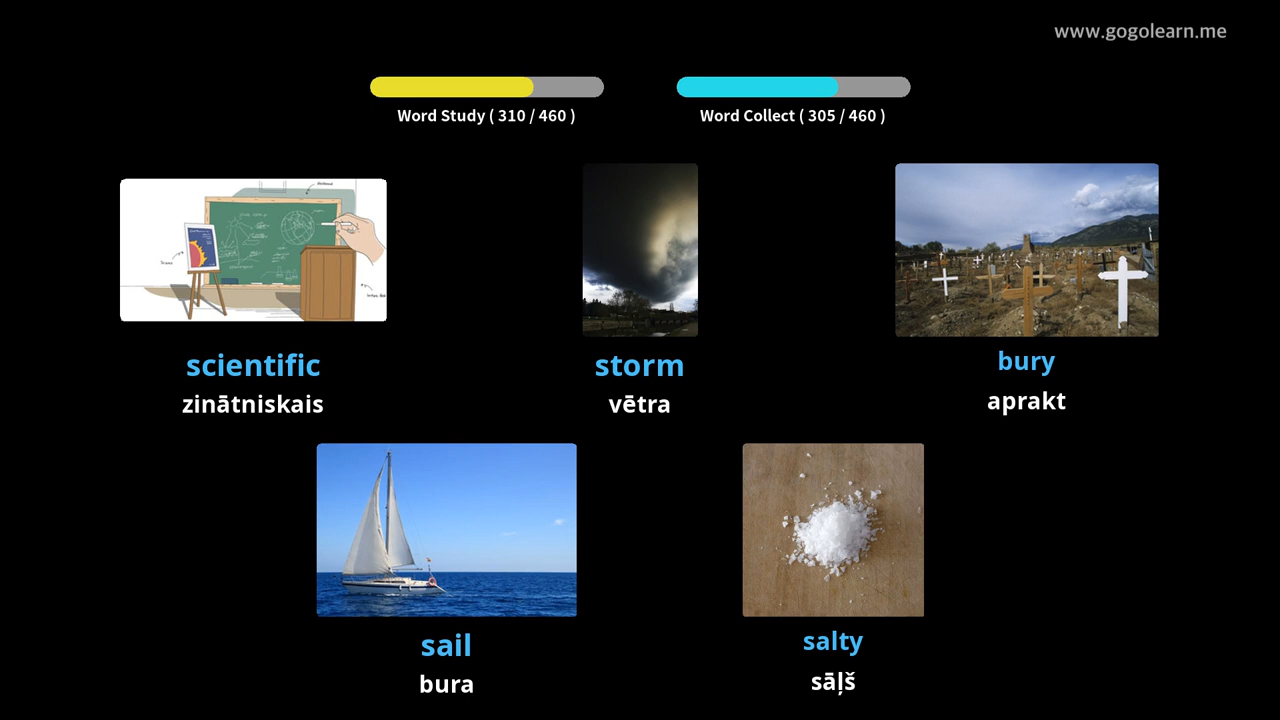 www.gogolearn.me
Word Study ( 310 / 460 )
Word Collect ( 305 / 460 )
scientific
zinātniskais
storm
vētra
bury
aprakt
sail
bura
salty
sāļš